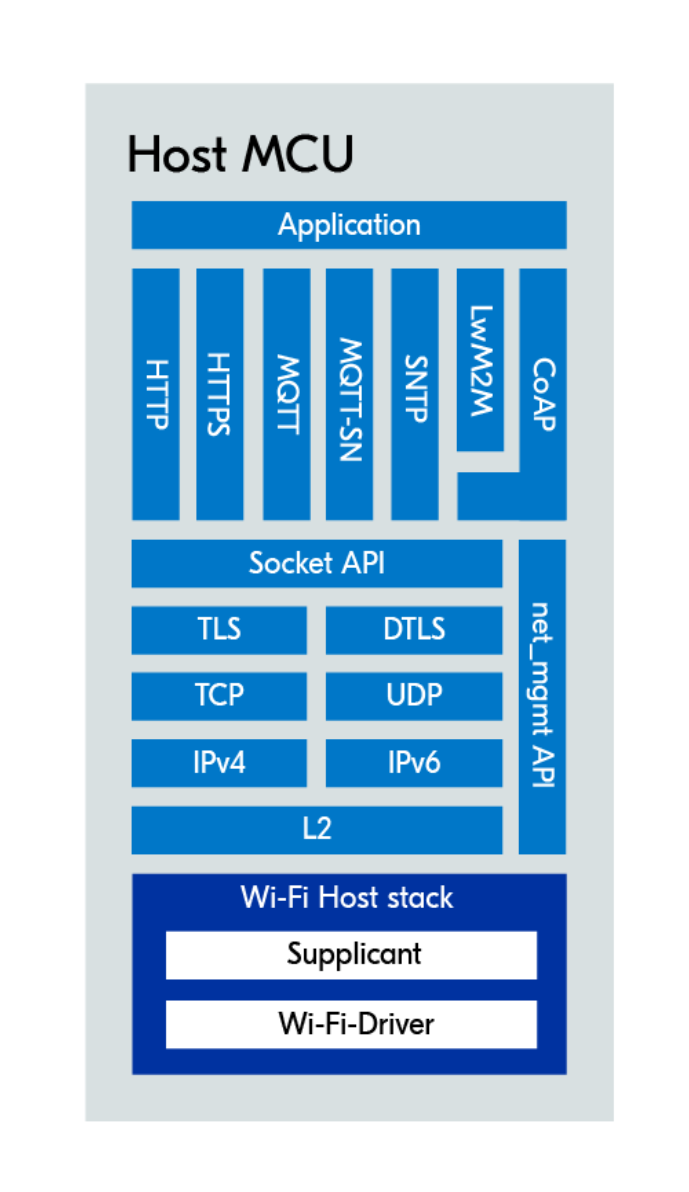 Host MCU
Application
HTTP
HTTPS
MQTT
MQTT-SN
SNTP
LwM2M
CoAP
Socket API
net_mgmt API
TLS
DTLS
TCP
UDP
IPv4
IPv6
L2
Wi-Fi Host stack
Supplicant
Wi-Fi-Driver